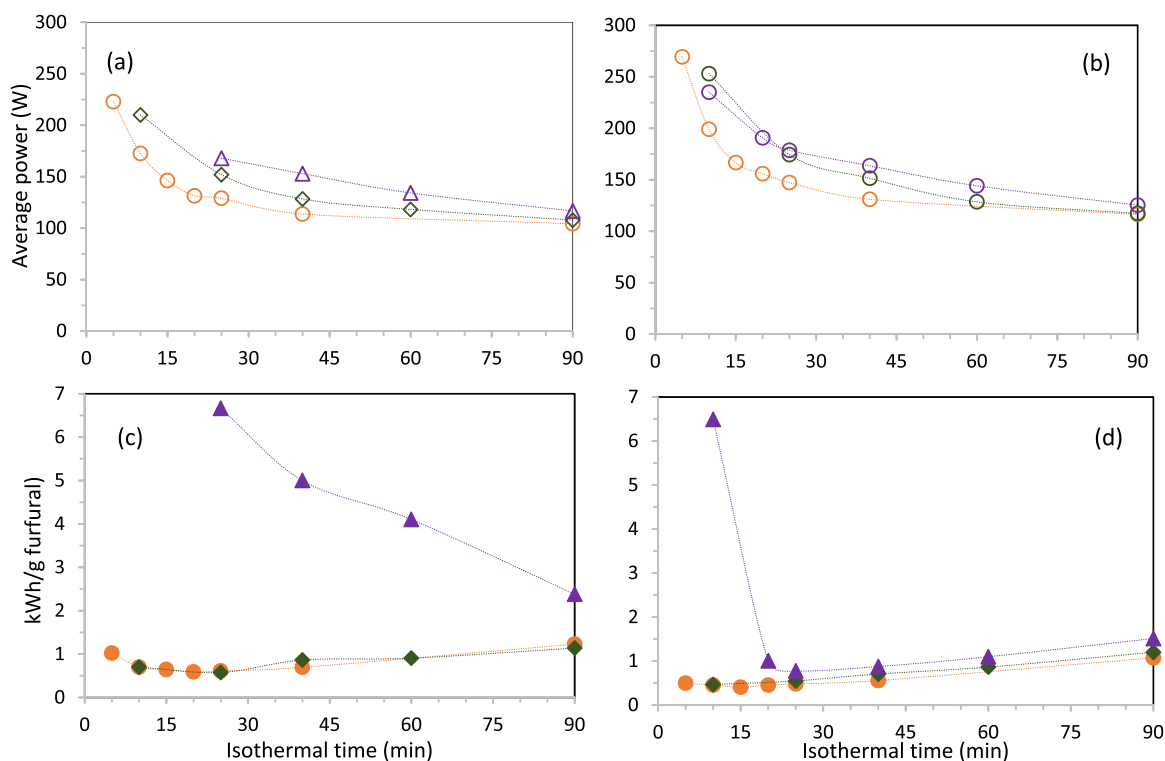 (a)
Average power (W)
300
250
200
150
100
50
0
0 15 30 45 60 75 90
(b)
300
250
200
150
100
50
0
0 15 30 45 60 75 90
(c)
kWh/g furfural)
7
6
5
4
3
2
1
0
0 15 30 45 60 75 90
Isothermal time (min)
(d)
7
6
5
4
3
2
1
0
0 15 30 45 60 75 90
Isothermal time (min)